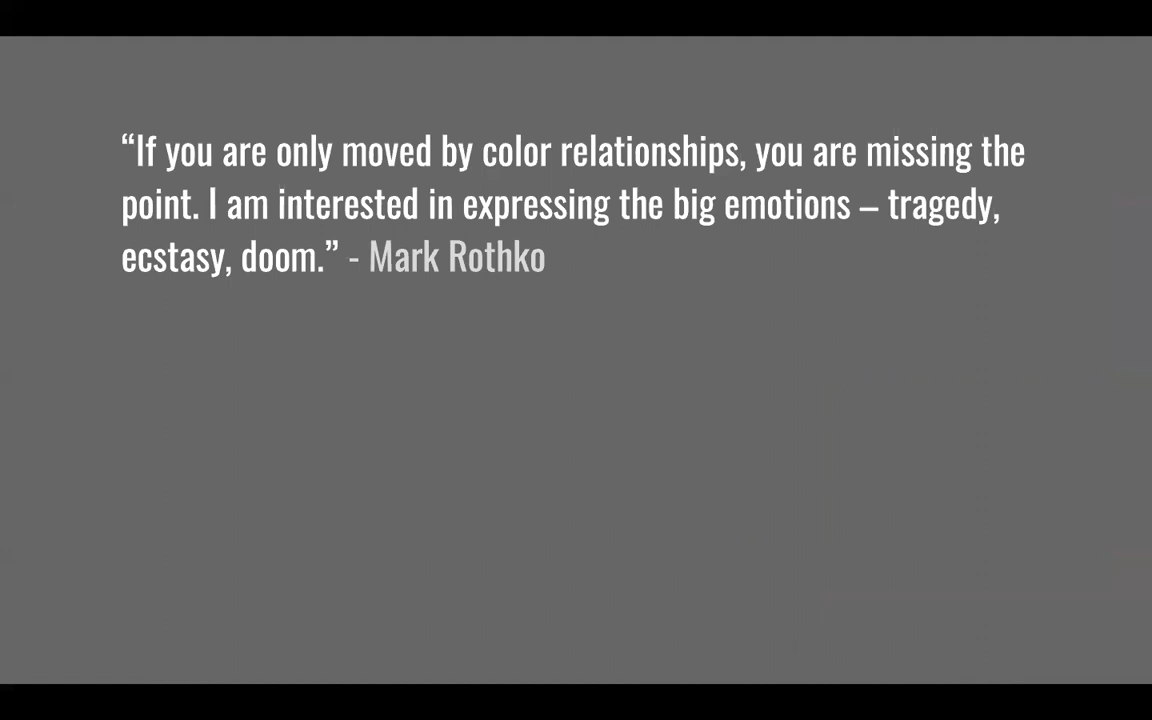 “If you are only moved by color relationships, you are missing the
point. I am interested in expressing the big emotions – tragedy,
ecstasy, doom.” - Mark Rothko